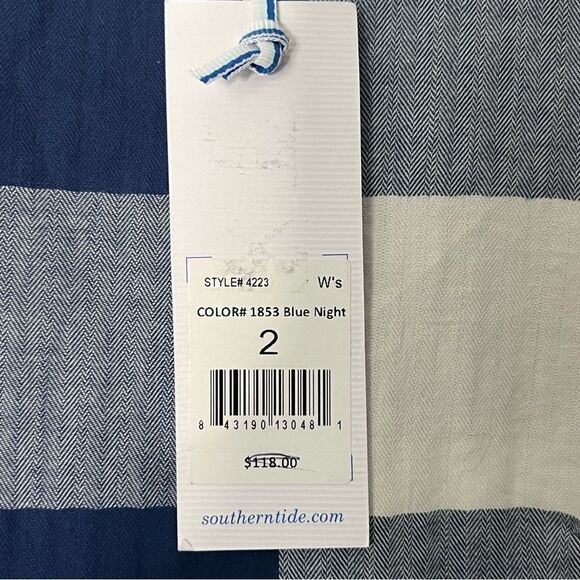 STYLE# 4223 W's
COLOR# 1853 Blue Night
2
8 43190 13048 1
$118.00
southerntide.com